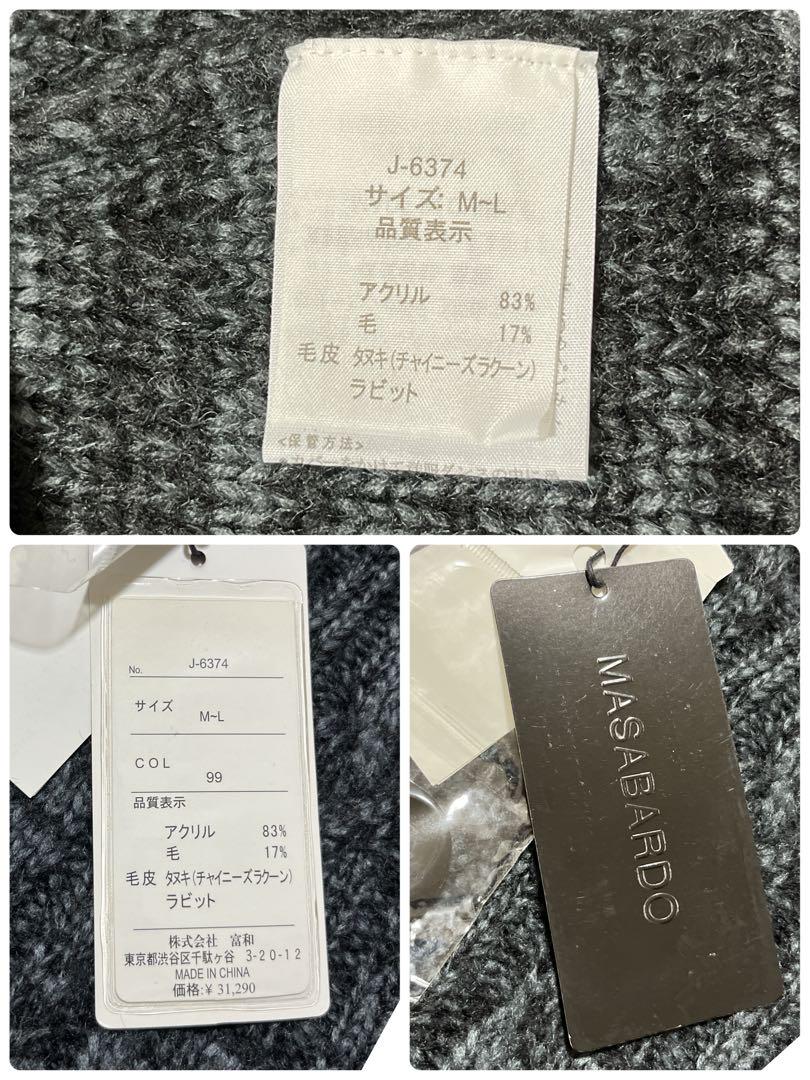 J-6374
サイズ: M~L
品質表示
アクリル 83%
毛 17%
毛皮 タヌキ(チャイニーズラクーン)
ラビット
<保管方法>
No. J-6374
サイズ
M~L
COL
99
品質表示
アクリル 83%
毛 17%
毛皮 タヌキ(チャイニーズラクーン)
ラビット
株式会社 富和
東京都渋谷区千駄ヶ谷 3-20-12
MADE IN CHINA
価格:¥ 31,290
MASABARDO